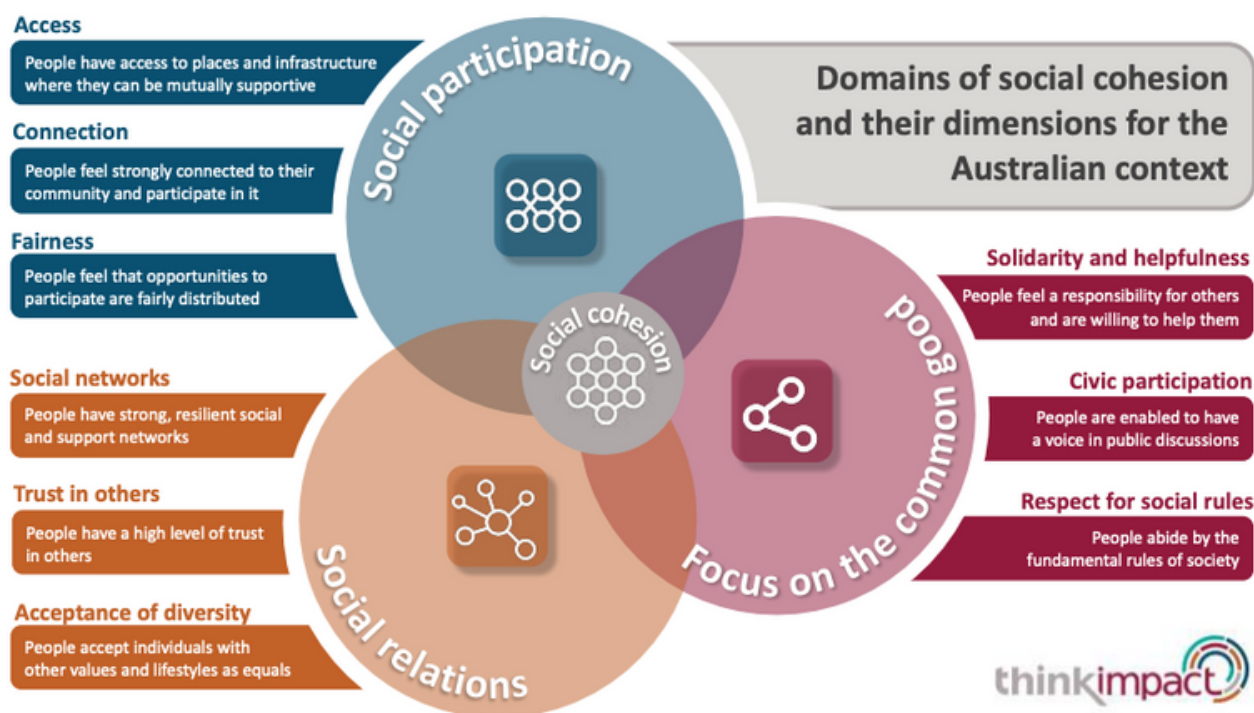 Domains of social cohesion
and their dimensions for the
Australian context
Social participation
Access
People have access to places and infrastructure
where they can be mutually supportive
Connection
People feel strongly connected to their
community and participate in it
Fairness
People feel that opportunities to
participate are fairly distributed
Social cohesion
Social relations
Social networks
People have strong, resilient social
and support networks
Trust in others
People have a high level of trust
in others
Acceptance of diversity
People accept individuals with
other values and lifestyles as equals
Focus on the common good
Solidarity and helpfulness
People feel a responsibility for others
and are willing to help them
Civic participation
People are enabled to have
a voice in public discussions
Respect for social rules
People abide by the
fundamental rules of society
thinkimpact